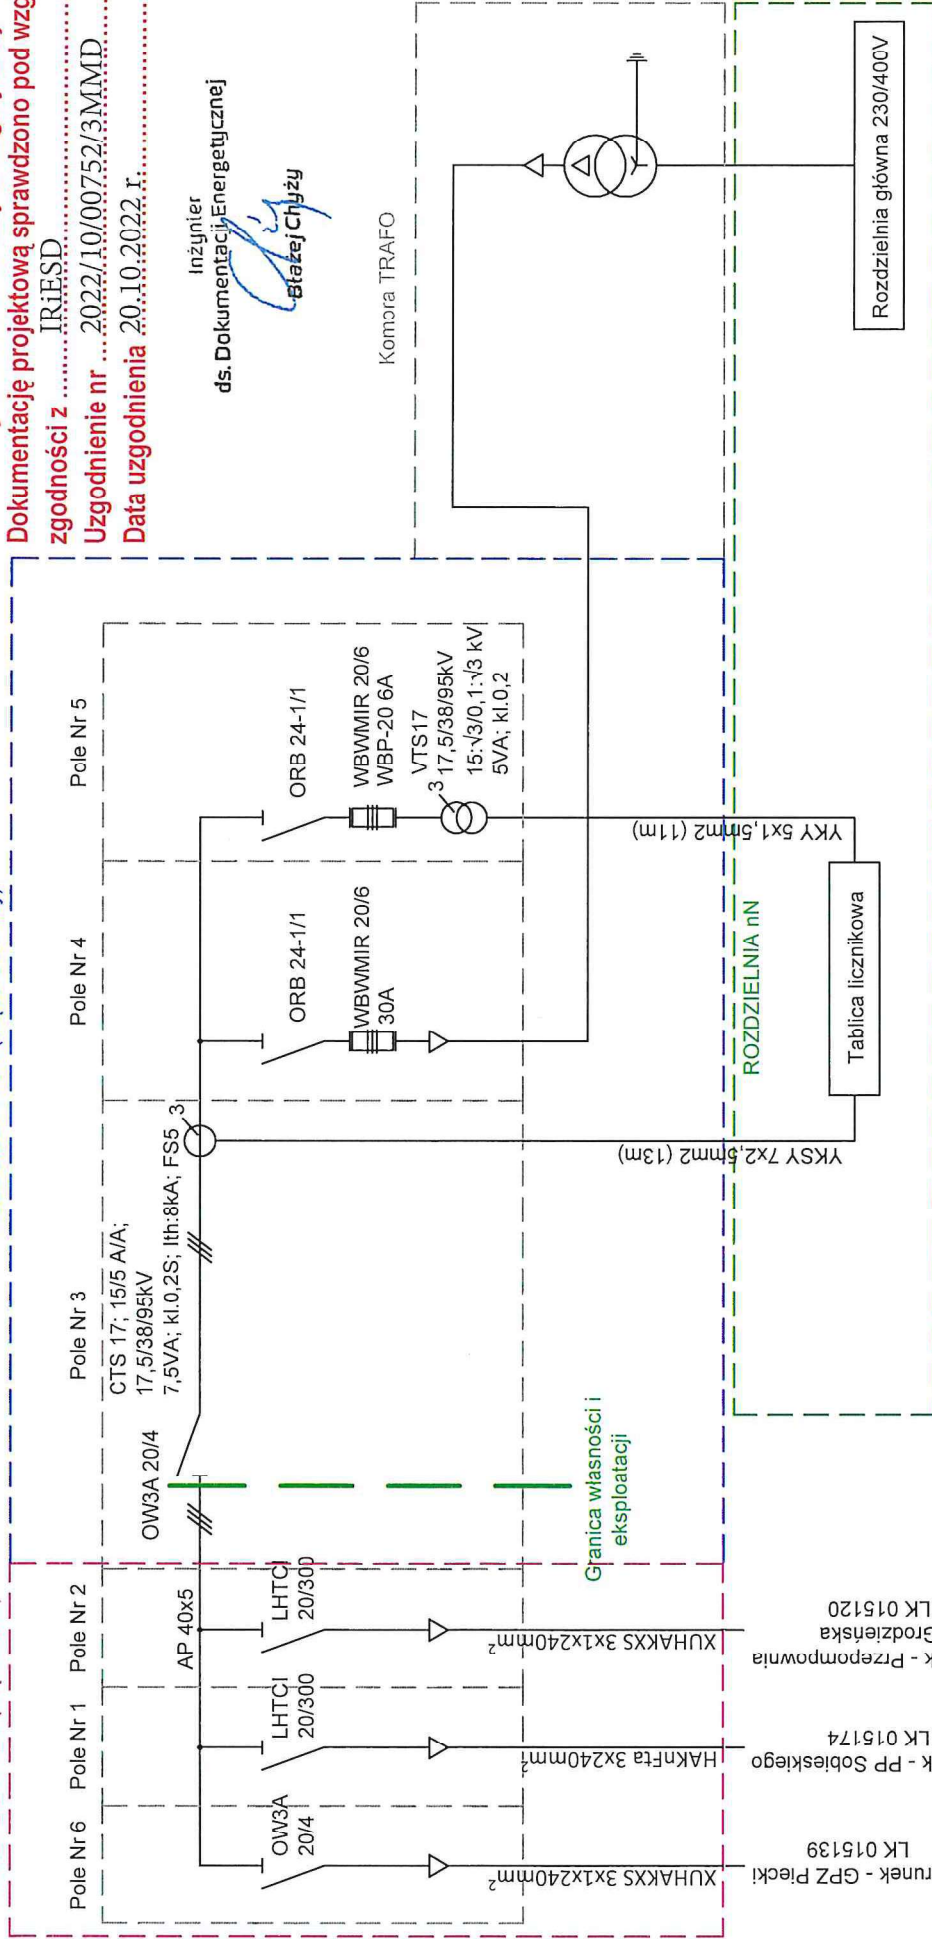 Dokumentację projektową sprawdzono pod
zgodności z IRiESD
Uzgodnienie nr 2022/10/00752/3MMD
Data uzgodnienia 20.10.2022 r.
Inżynier
ds. Dokumentacji Energetycznej
Błażej Chyży
Komora TRAFO
Pole Nr 6
Pole Nr 1
Pole Nr 2
Pole Nr 3
Pole Nr 4
Pole Nr 5
AP 40x5
OW3A 20/4
CTS 17; 15/5 A/A;
17,5/38/95kV
7,5VA; kl.0,2S; Ith:8kA; FS5
3
OW3A
20/4
LHTCI
20/300
LHTCI
20/300
ORB 24-1/1
WBWMIR 20/6
30A
ORB 24-1/1
WBWMIR 20/6
WBP-20 6A
VTS17
3
17,5/38/95kV
15:√3/0,1:√3 kV
5VA; kl.0,2
Granica własności i
eksploatacji
XUHAKXS 3x1x240mm²
HAKnFta 3x240mm²
XUHAKXS 3x1x240mm²
YKSY 7x2,5mm2 (13m)
YKY 5x1,5mm2 (11m)
ROZDZIELNIA nN
- GPZ Piecki
LK 015139
- PP Sobieskiego
LK 015174
- Przepompownia
Grodzieńska
LK 015120
Tablica licznikowa
Rozdzielnia główna 230/400V